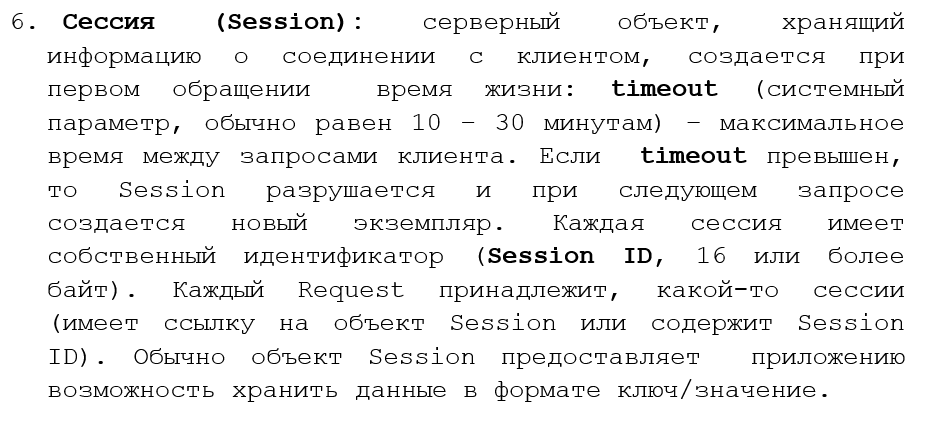 6. Сессия (Session): серверный объект, хранящий
информацию о соединении с клиентом, создается при
первом обращении время жизни: timeout (системный
параметр, обычно равен 10 – 30 минутам) – максимальное
время между запросами клиента. Если timeout превышен,
то Session разрушается и при следующем запросе
создается новый экземпляр. Каждая сессия имеет
собственный идентификатор (Session ID, 16 или более
байт). Каждый Request принадлежит, какой-то сессии
(имеет ссылку на объект Session или содержит Session
ID). Обычно объект Session предоставляет приложению
возможность хранить данные в формате ключ/значение.